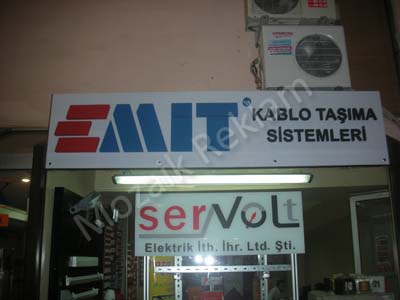 EMIT
KABLO TAŞIMA
SİSTEMLERİ
serVOLt
Elektrik İth. İhr. Ltd. Şti.
Mozaik Reklam